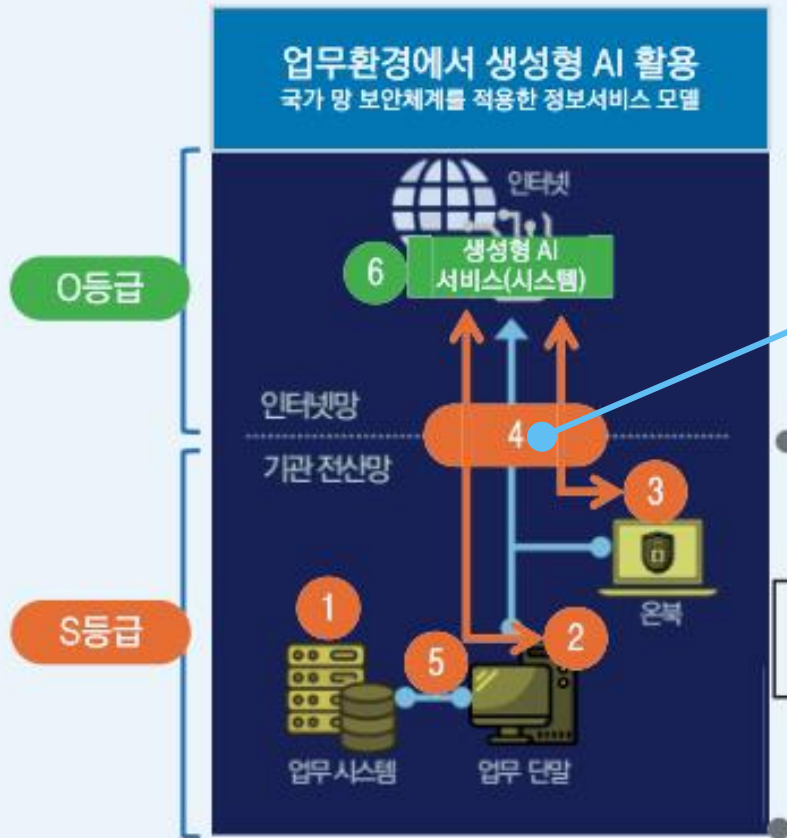 업무환경에서 생성형 AI 활용
국가 망 보안체계를 적용한 정보서비스 모델
인터넷
6
생성형 AI
서비스(시스템)
O등급
인터넷망
4
기관 전산망
3
온북
S등급
1
2
5
업무 시스템
업무 단말